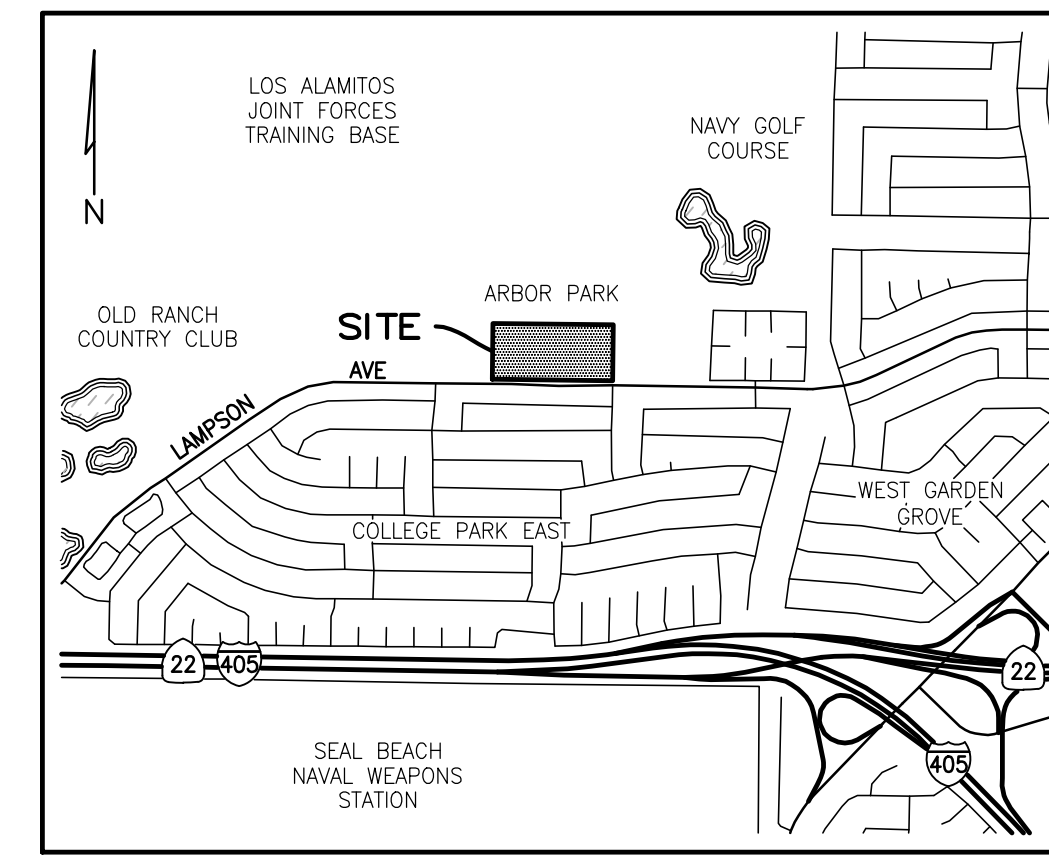 LOS ALAMITOS
JOINT FORCES
TRAINING BASE
NAVY GOLF
COURSE
N
ARBOR PARK
OLD RANCH
COUNTRY CLUB
SITE
AVE
LAMPSON
WEST GARDEN
GROVE
COLLEGE PARK EAST
22
405
22
SEAL BEACH
NAVAL WEAPONS
STATION
405